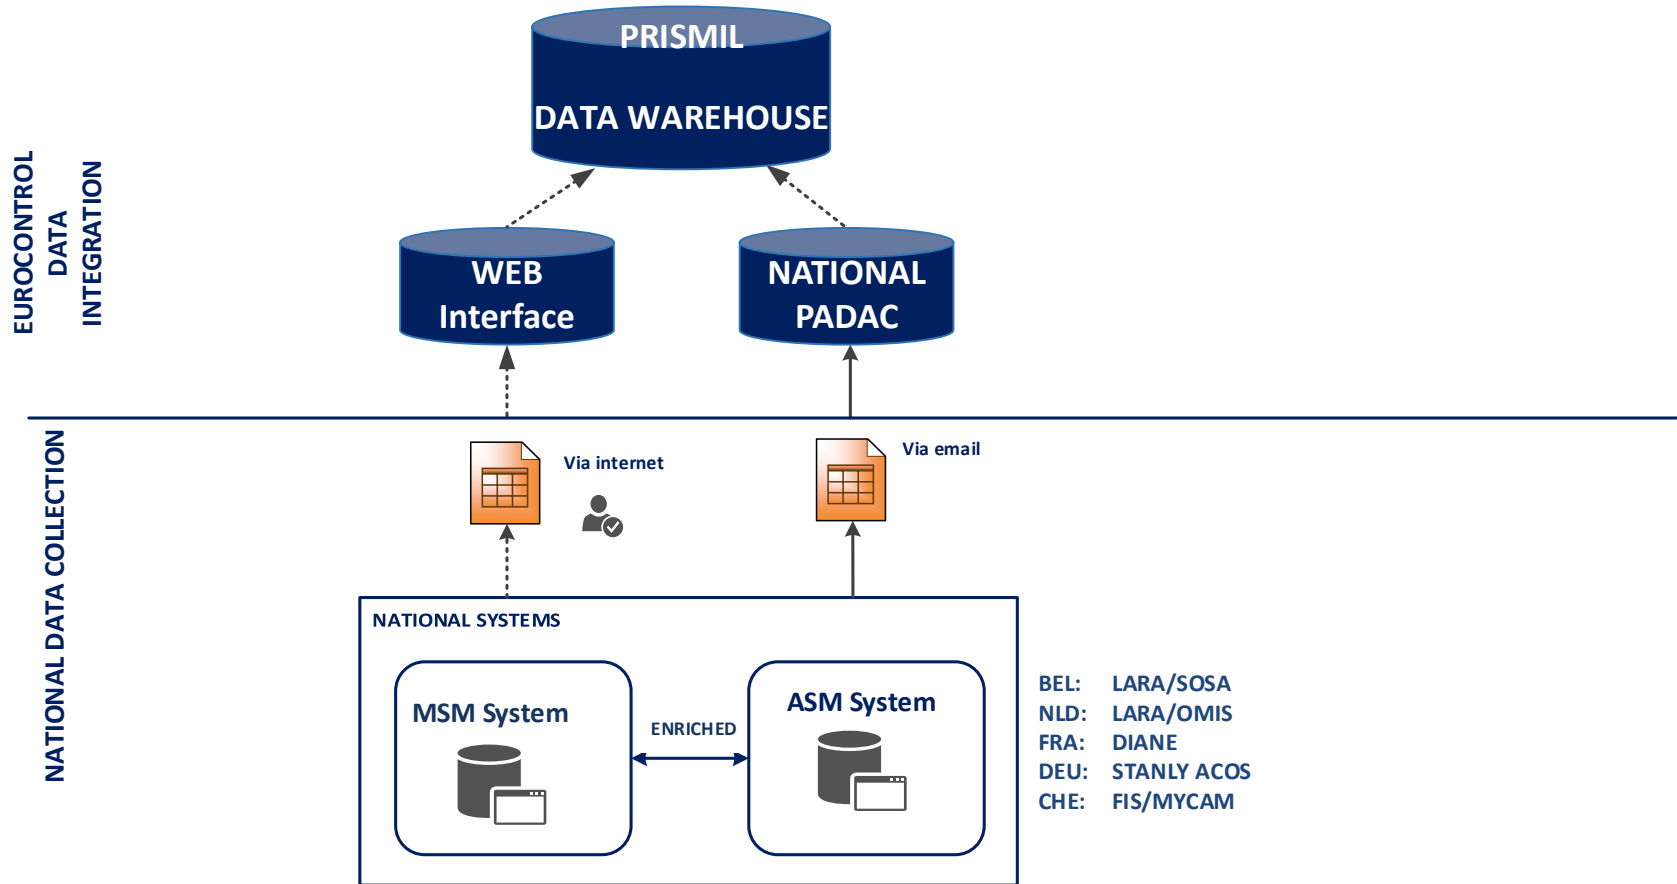 PRISMIL
DATA WAREHOUSE
EUROCONTROL
DATA
INTEGRATION
WEB
Interface
NATIONAL
PADAC
NATIONAL DATA COLLECTION
Via internet
Via email
NATIONAL SYSTEMS
MSM System
ENRICHED
ASM System
BEL: LARA/SOSA
NLD: LARA/OMIS
FRA: DIANE
DEU: STANLY ACOS
CHE: FIS/MYCAM